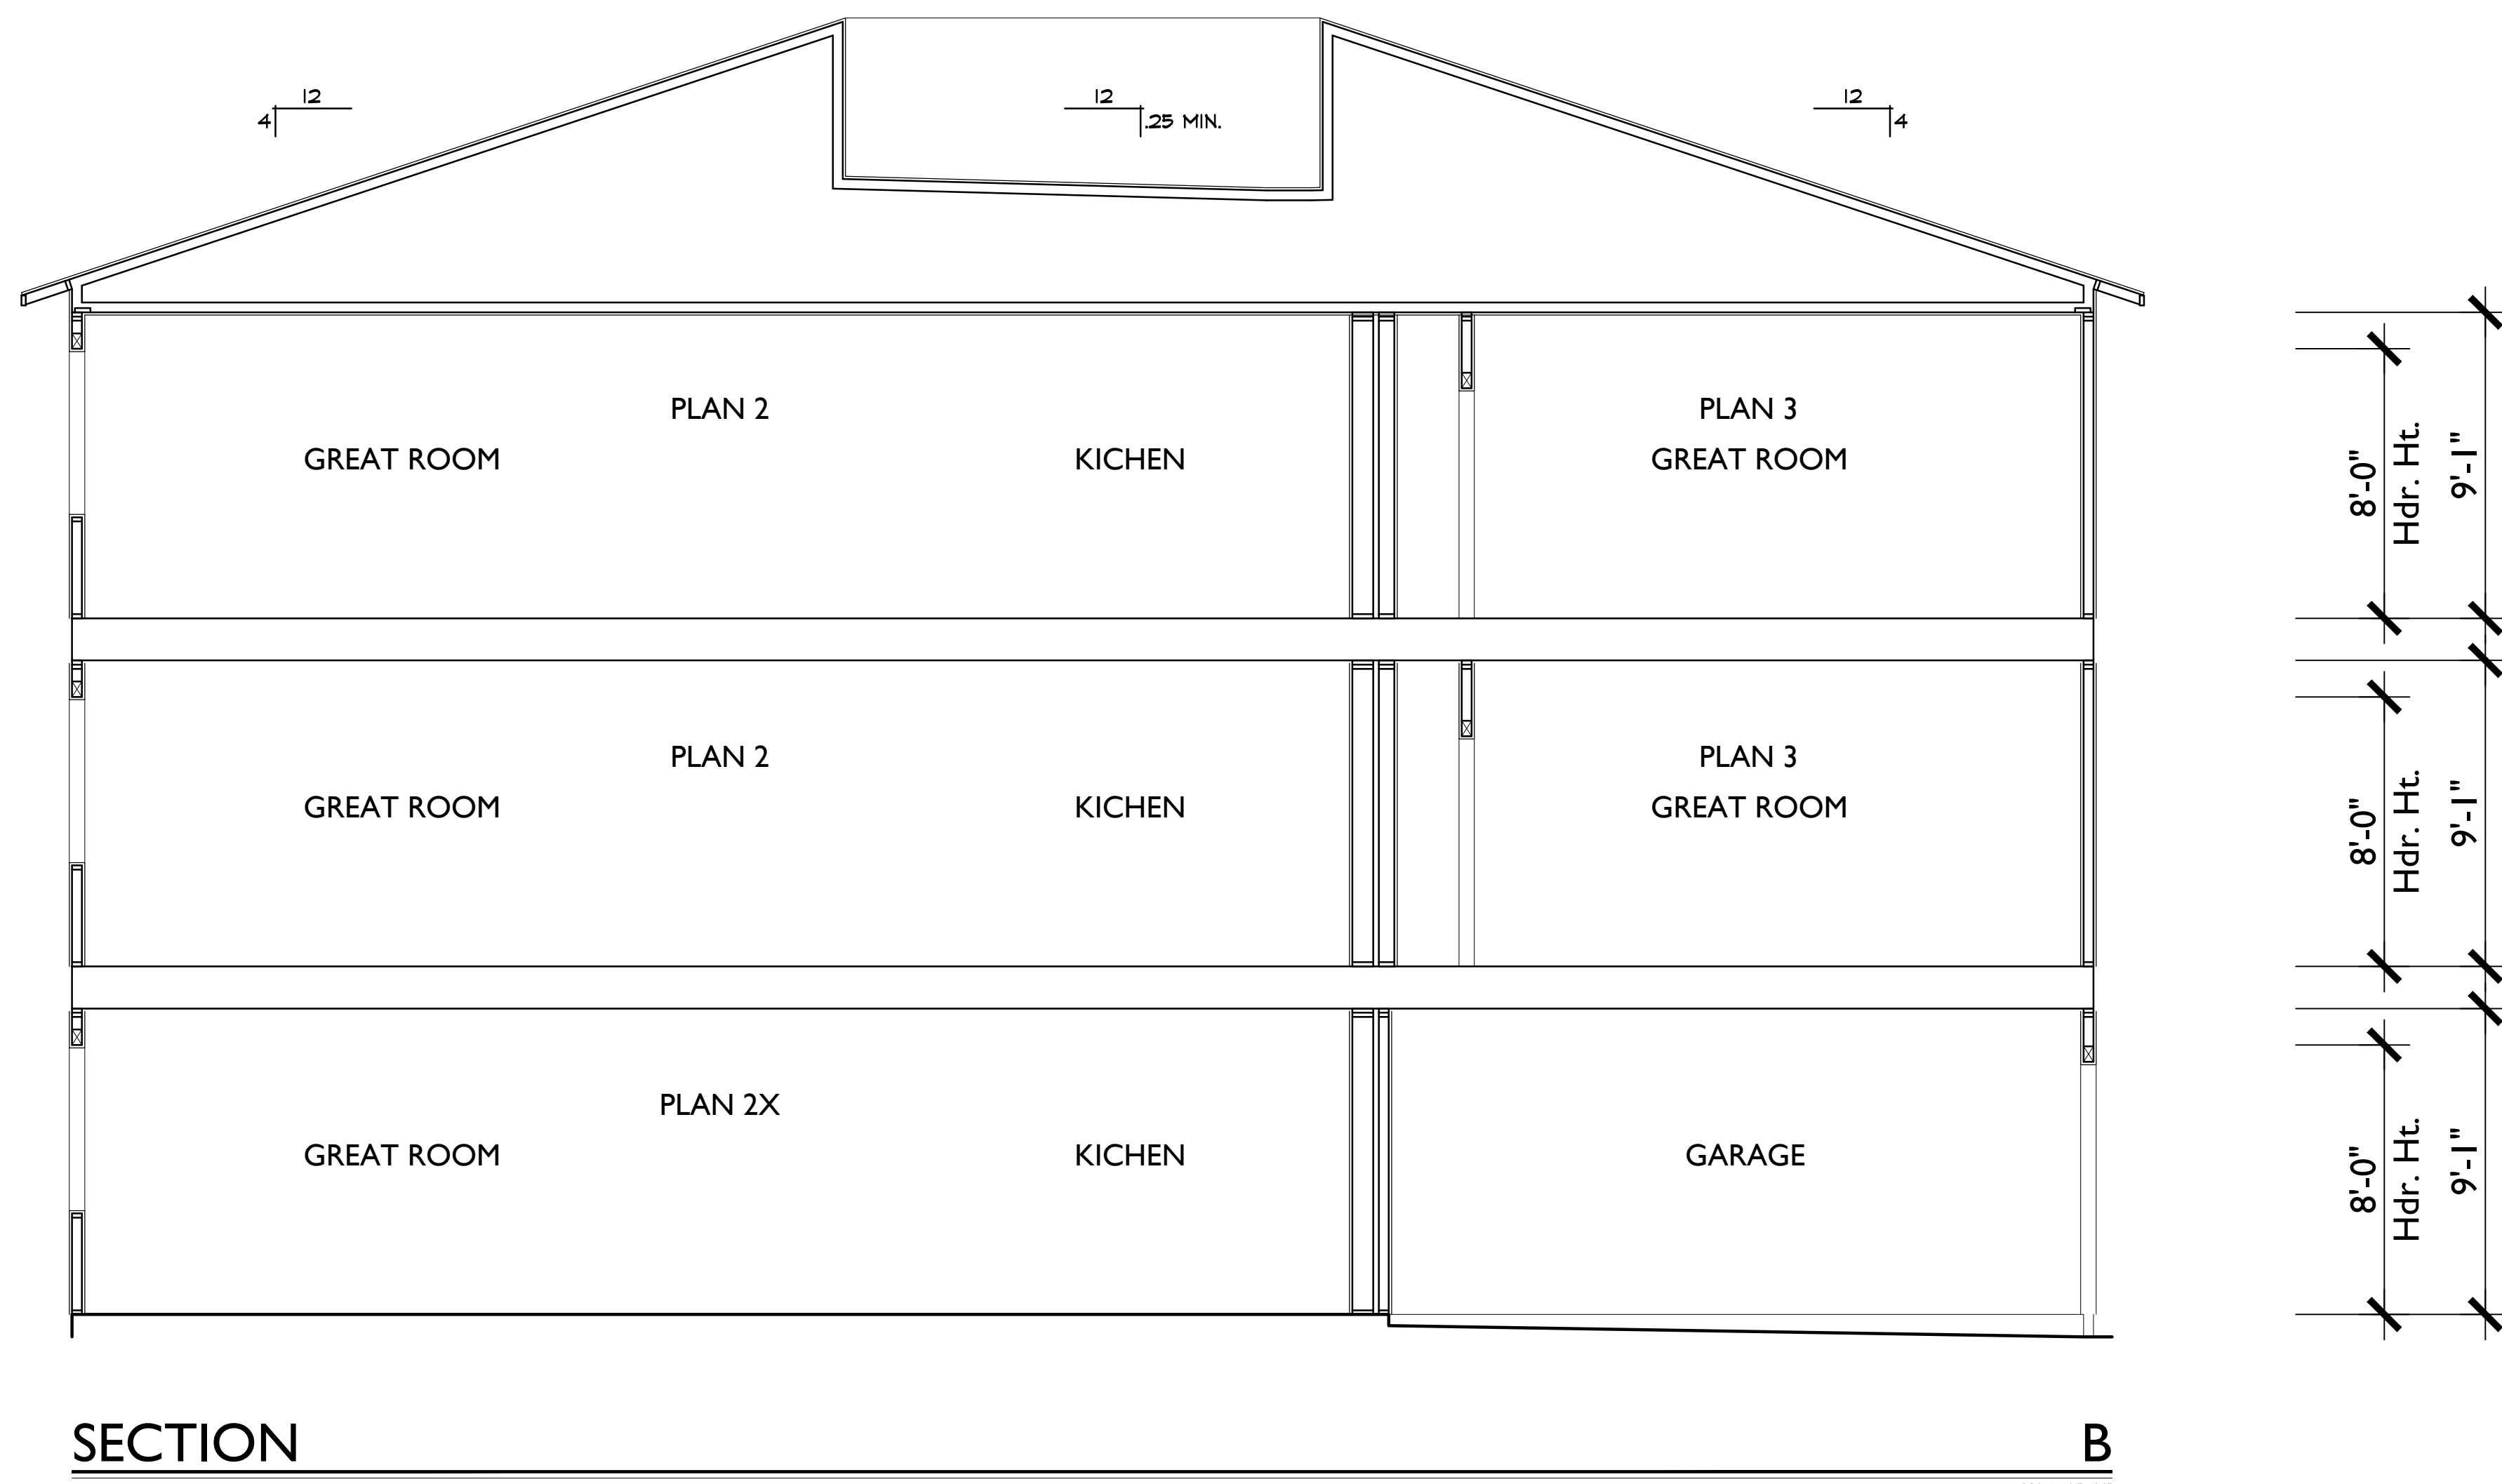 12
4
12
.25 MIN.
12
4
PLAN 2
PLAN 3
GREAT ROOM
KICHEN
GREAT ROOM
8'-0"
Hdr. Ht.
9'-1"
PLAN 2
PLAN 3
GREAT ROOM
KICHEN
GREAT ROOM
8'-0"
Hdr. Ht.
9'-1"
PLAN 2X
GREAT ROOM
KICHEN
GARAGE
8'-0"
Hdr. Ht.
9'-1"
SECTION
B